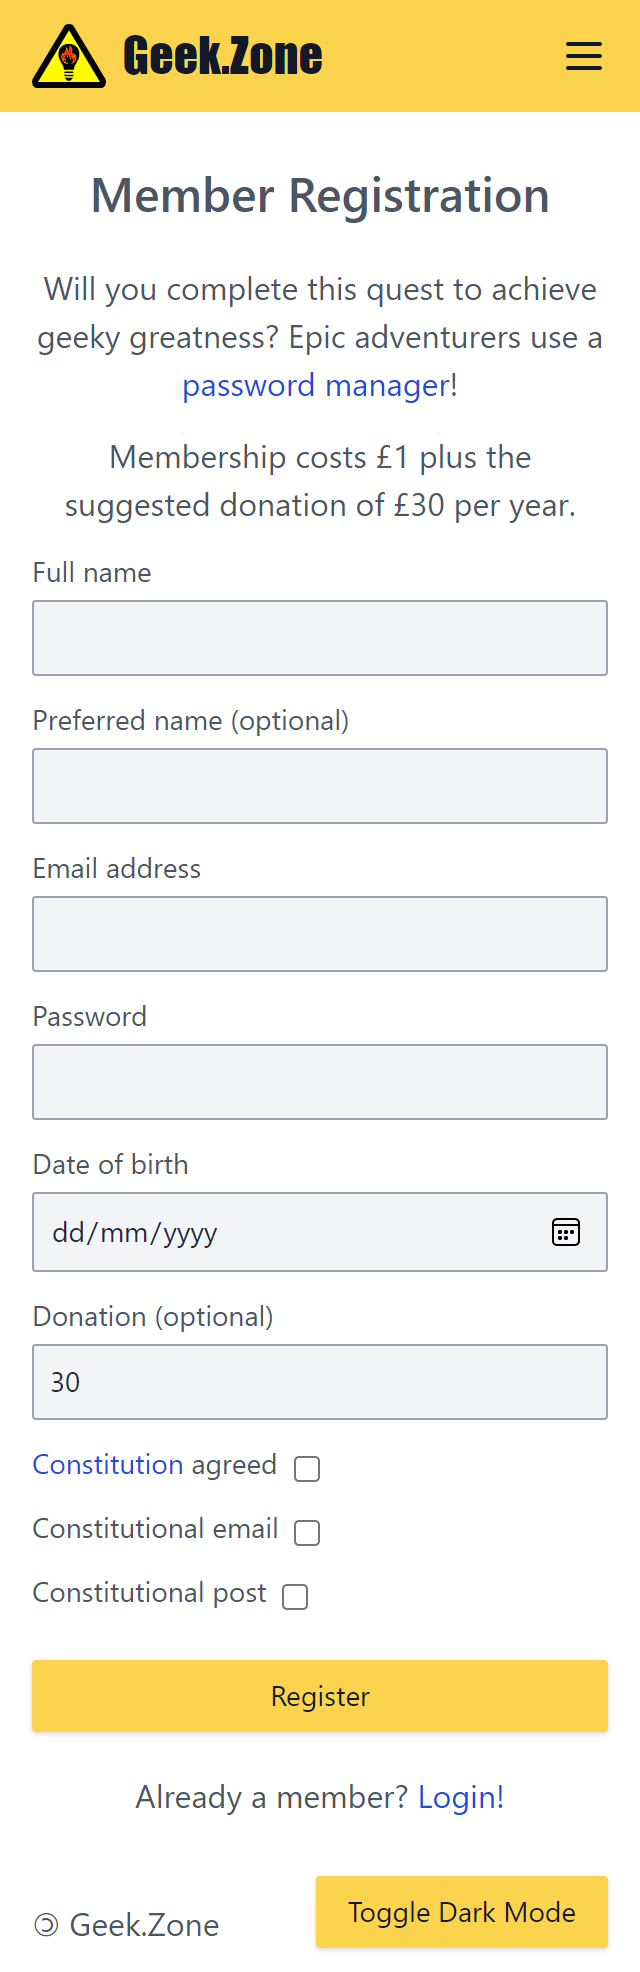 Geek.Zone
Member Registration
Will you complete this quest to achieve
geeky greatness? Epic adventurers use a
password manager!
Membership costs £1 plus the
suggested donation of £30 per year.
Full name
Preferred name (optional)
Email address
Password
Date of birth
dd/mm/yyyy
Donation (optional)
30
Constitution agreed
Constitutional email
Constitutional post
Register
Already a member? Login!
🄯 Geek.Zone
Toggle Dark Mode